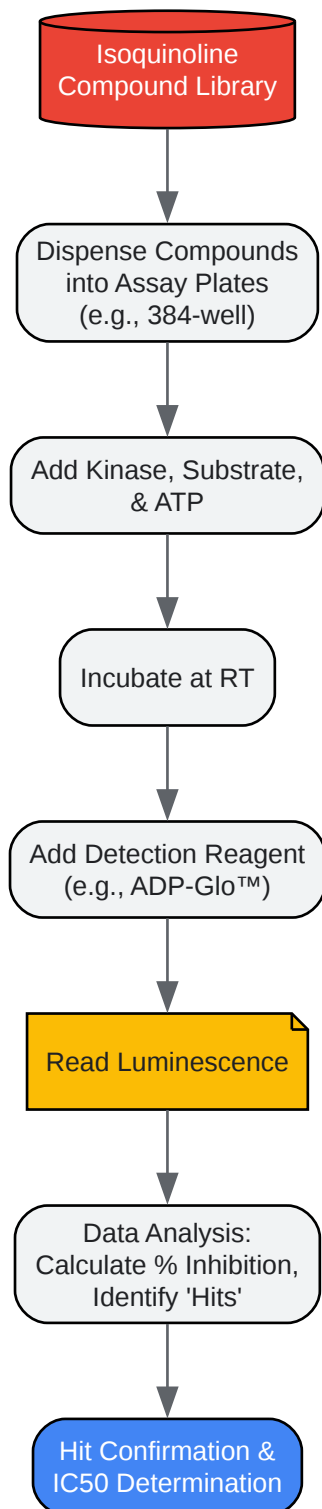 Isoquinoline
Compound Library
Dispense Compounds
into Assay Plates
(e.g., 384-well)
Add Kinase, Substrate,
& ATP
Incubate at RT
Add Detection Reagent
(e.g., ADP-Glo™)
Read Luminescence
Data Analysis:
Calculate % Inhibition,
Identify 'Hits'
Hit Confirmation &
IC50 Determination